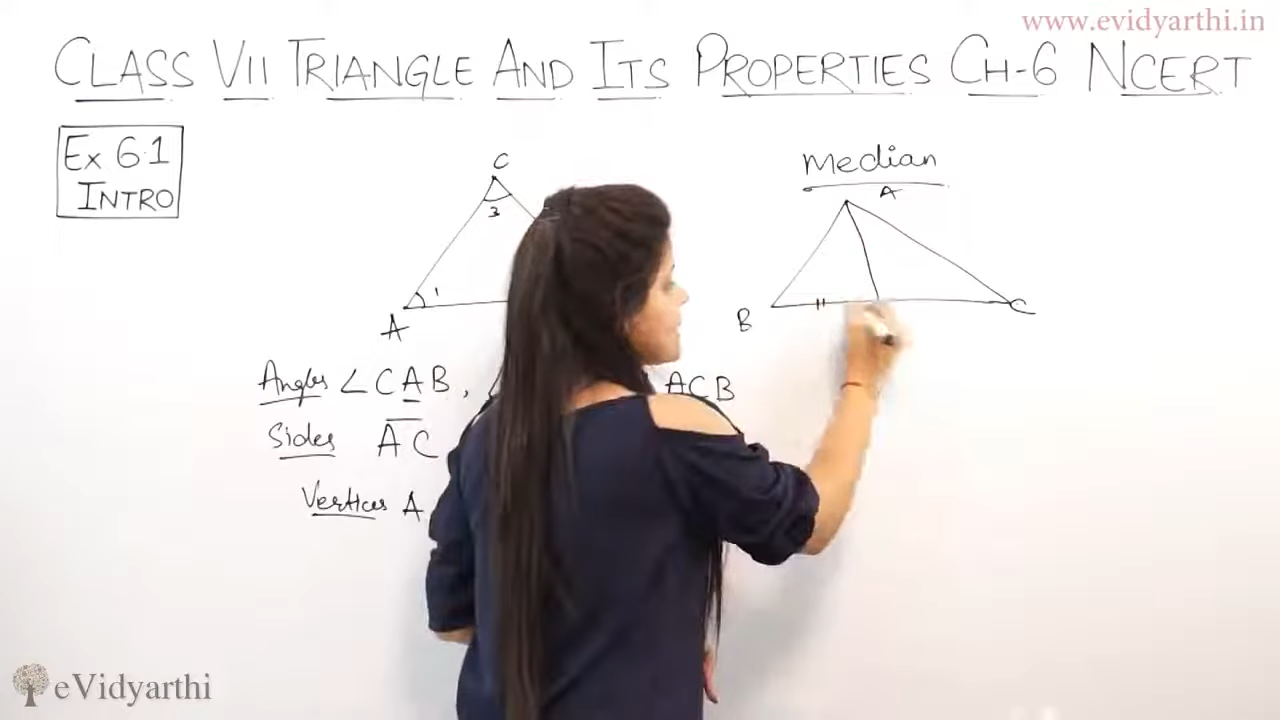 www.evidyarthi.in
CLASS VII TRIANGLE AND ITS PROPERTIES CH-6 NCERT
Ex 6.1
INTRO
C
3
1
A
Median
A
B
C
Angles ∠CAB, ACB
Sides AC
Vertices A
eVidyarthi